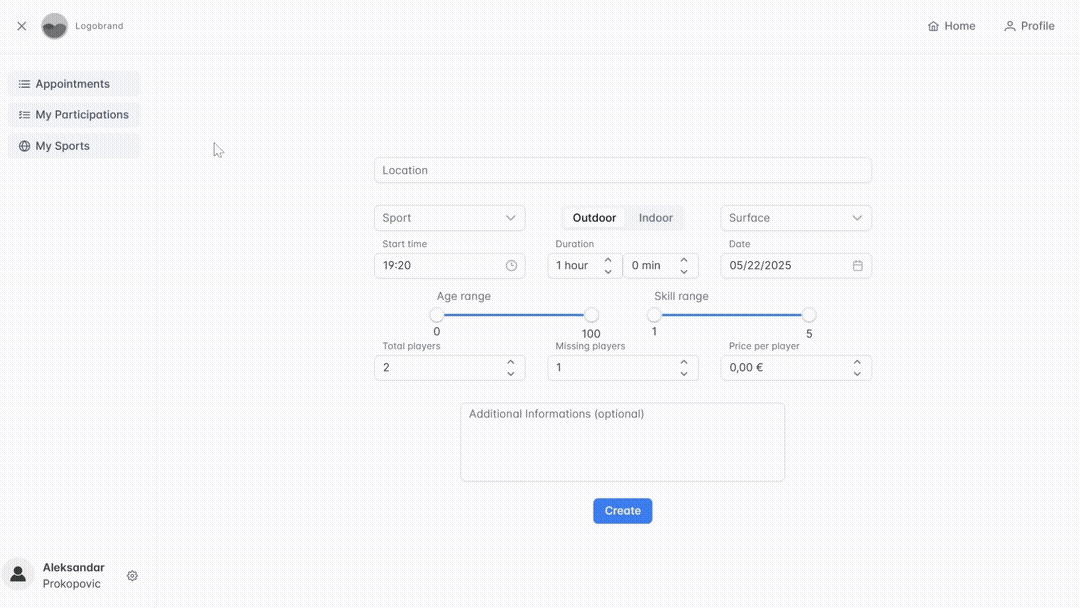 Logobrand
Home
Profile
Appointments
My Participations
My Sports
Location
Sport
Outdoor
Indoor
Surface
Start time
Duration
Date
19:20
1 hour
0 min
05/22/2025
Age range
Skill range
0
100
1
5
Total players
Missing players
Price per player
2
1
0,00 €
Additional Informations (optional)
Create
Aleksandar
Prokopovic